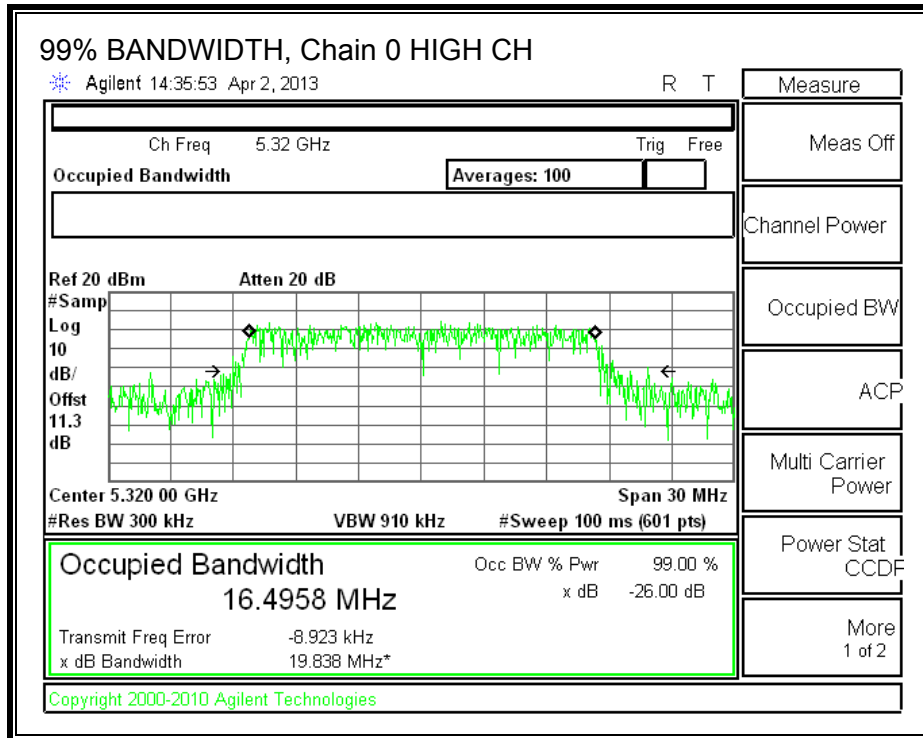 99% BANDWIDTH, Chain 0 HIGH CH
Agilent 14:35:53 Apr 2, 2013 R T
Ch Freq 5.32 GHz Trig Free
Occupied Bandwidth Averages: 100
Ref 20 dBm Atten 20 dB
#Samp
Log
10
dB/
Offst
11.3
dB
Center 5.320 00 GHz Span 30 MHz
#Res BW 300 kHz VBW 910 kHz #Sweep 100 ms (601 pts)
Occupied Bandwidth Occ BW % Pwr 99.00 %
16.4958 MHz x dB -26.00 dB
Transmit Freq Error -8.923 kHz
x dB Bandwidth 19.838 MHz*
Copyright 2000-2010 Agilent Technologies
Measure
Meas Off
Channel Power
Occupied BW
ACP
Multi Carrier
Power
Power Stat
CCDF
More
1 of 2